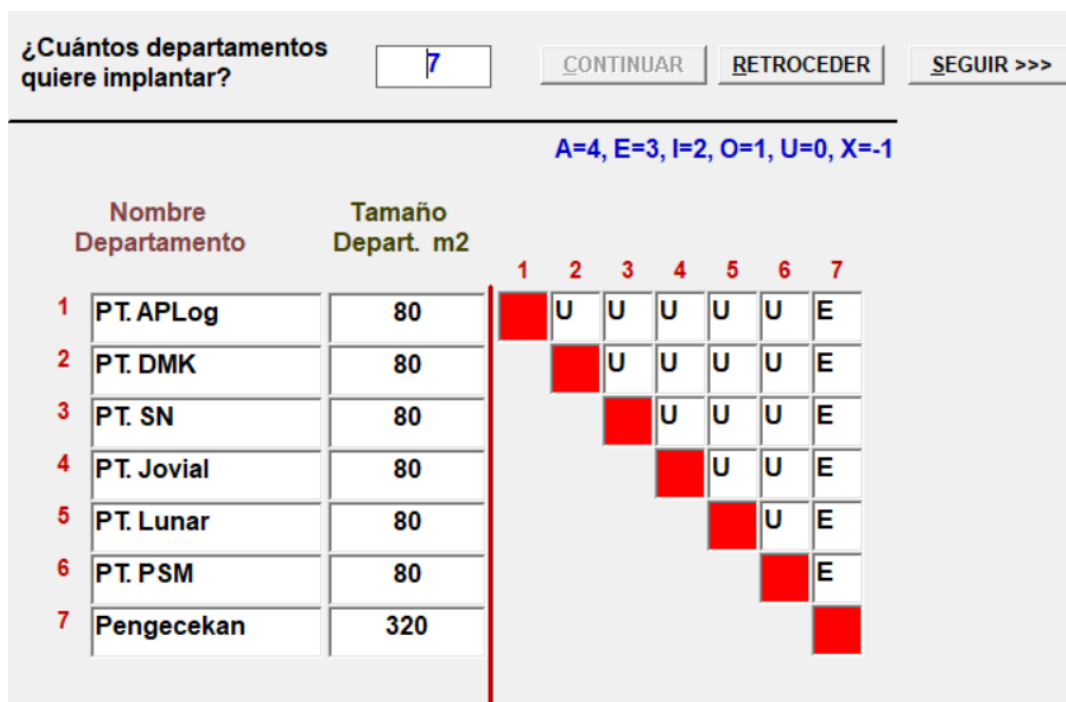 ¿Cuántos departamentos
quiere implantar?
7
CONTINUAR
RETROCEDER
SEGUIR >>>
A=4, E=3, I=2, O=1, U=0, X=-1
Nombre
Departamento
Tamaño
Depart. m2
1 2 3 4 5 6 7
1 PT. APLog 80 U U U U U E
2 PT. DMK 80 U U U U E
3 PT. SN 80 U U U E
4 PT. Jovial 80 U U E
5 PT. Lunar 80 U E
6 PT. PSM 80 E
7 Pengecekan 320